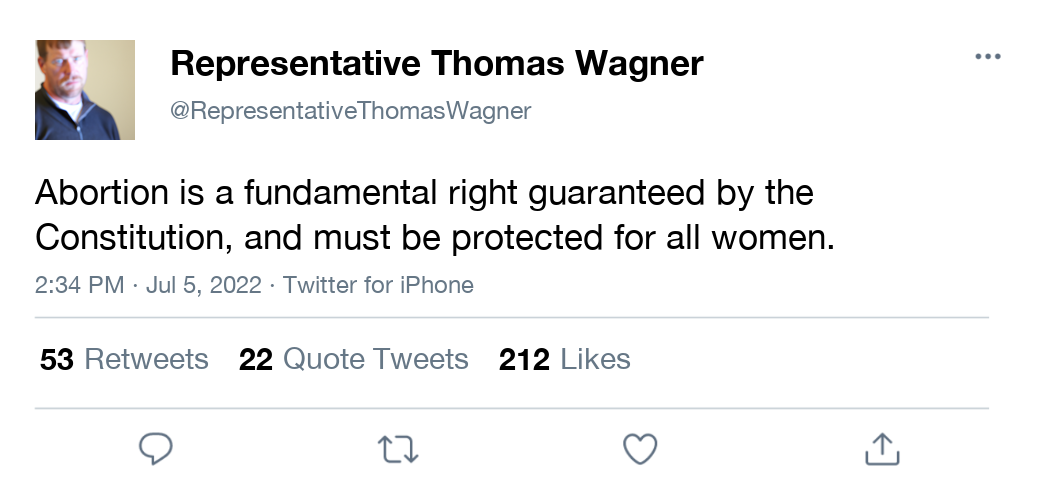 Representative Thomas Wagner
@RepresentativeThomasWagner
Abortion is a fundamental right guaranteed by the
Constitution, and must be protected for all women.
2:34 PM · Jul 5, 2022 · Twitter for iPhone
53 Retweets 22 Quote Tweets 212 Likes